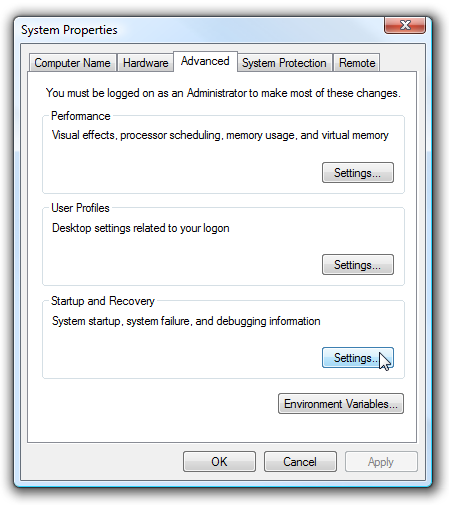 System Properties
Computer Name Hardware Advanced System Protection Remote
You must be logged on as an Administrator to make most of these changes.
Performance
Visual effects, processor scheduling, memory usage, and virtual memory
Settings...
User Profiles
Desktop settings related to your logon
Settings...
Startup and Recovery
System startup, system failure, and debugging information
Settings...
Environment Variables...
OK Cancel Apply